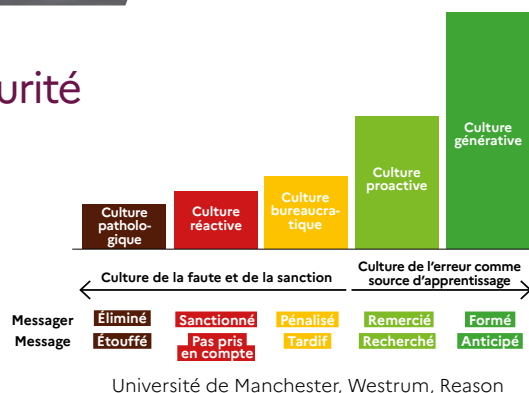 urité
Culture
générative
Culture
proactive
Culture
bureaucra-
tique
Culture
réactive
Culture
patholo-
gique
Culture de la faute et de la sanction
Culture de l'erreur comme
source d'apprentissage
Messager Éliminé Sanctionné Pénalisé Remercié Formé
Message Étouffé Pas pris Tardif Recherché Anticipé
en compte
Université de Manchester, Westrum, Reason